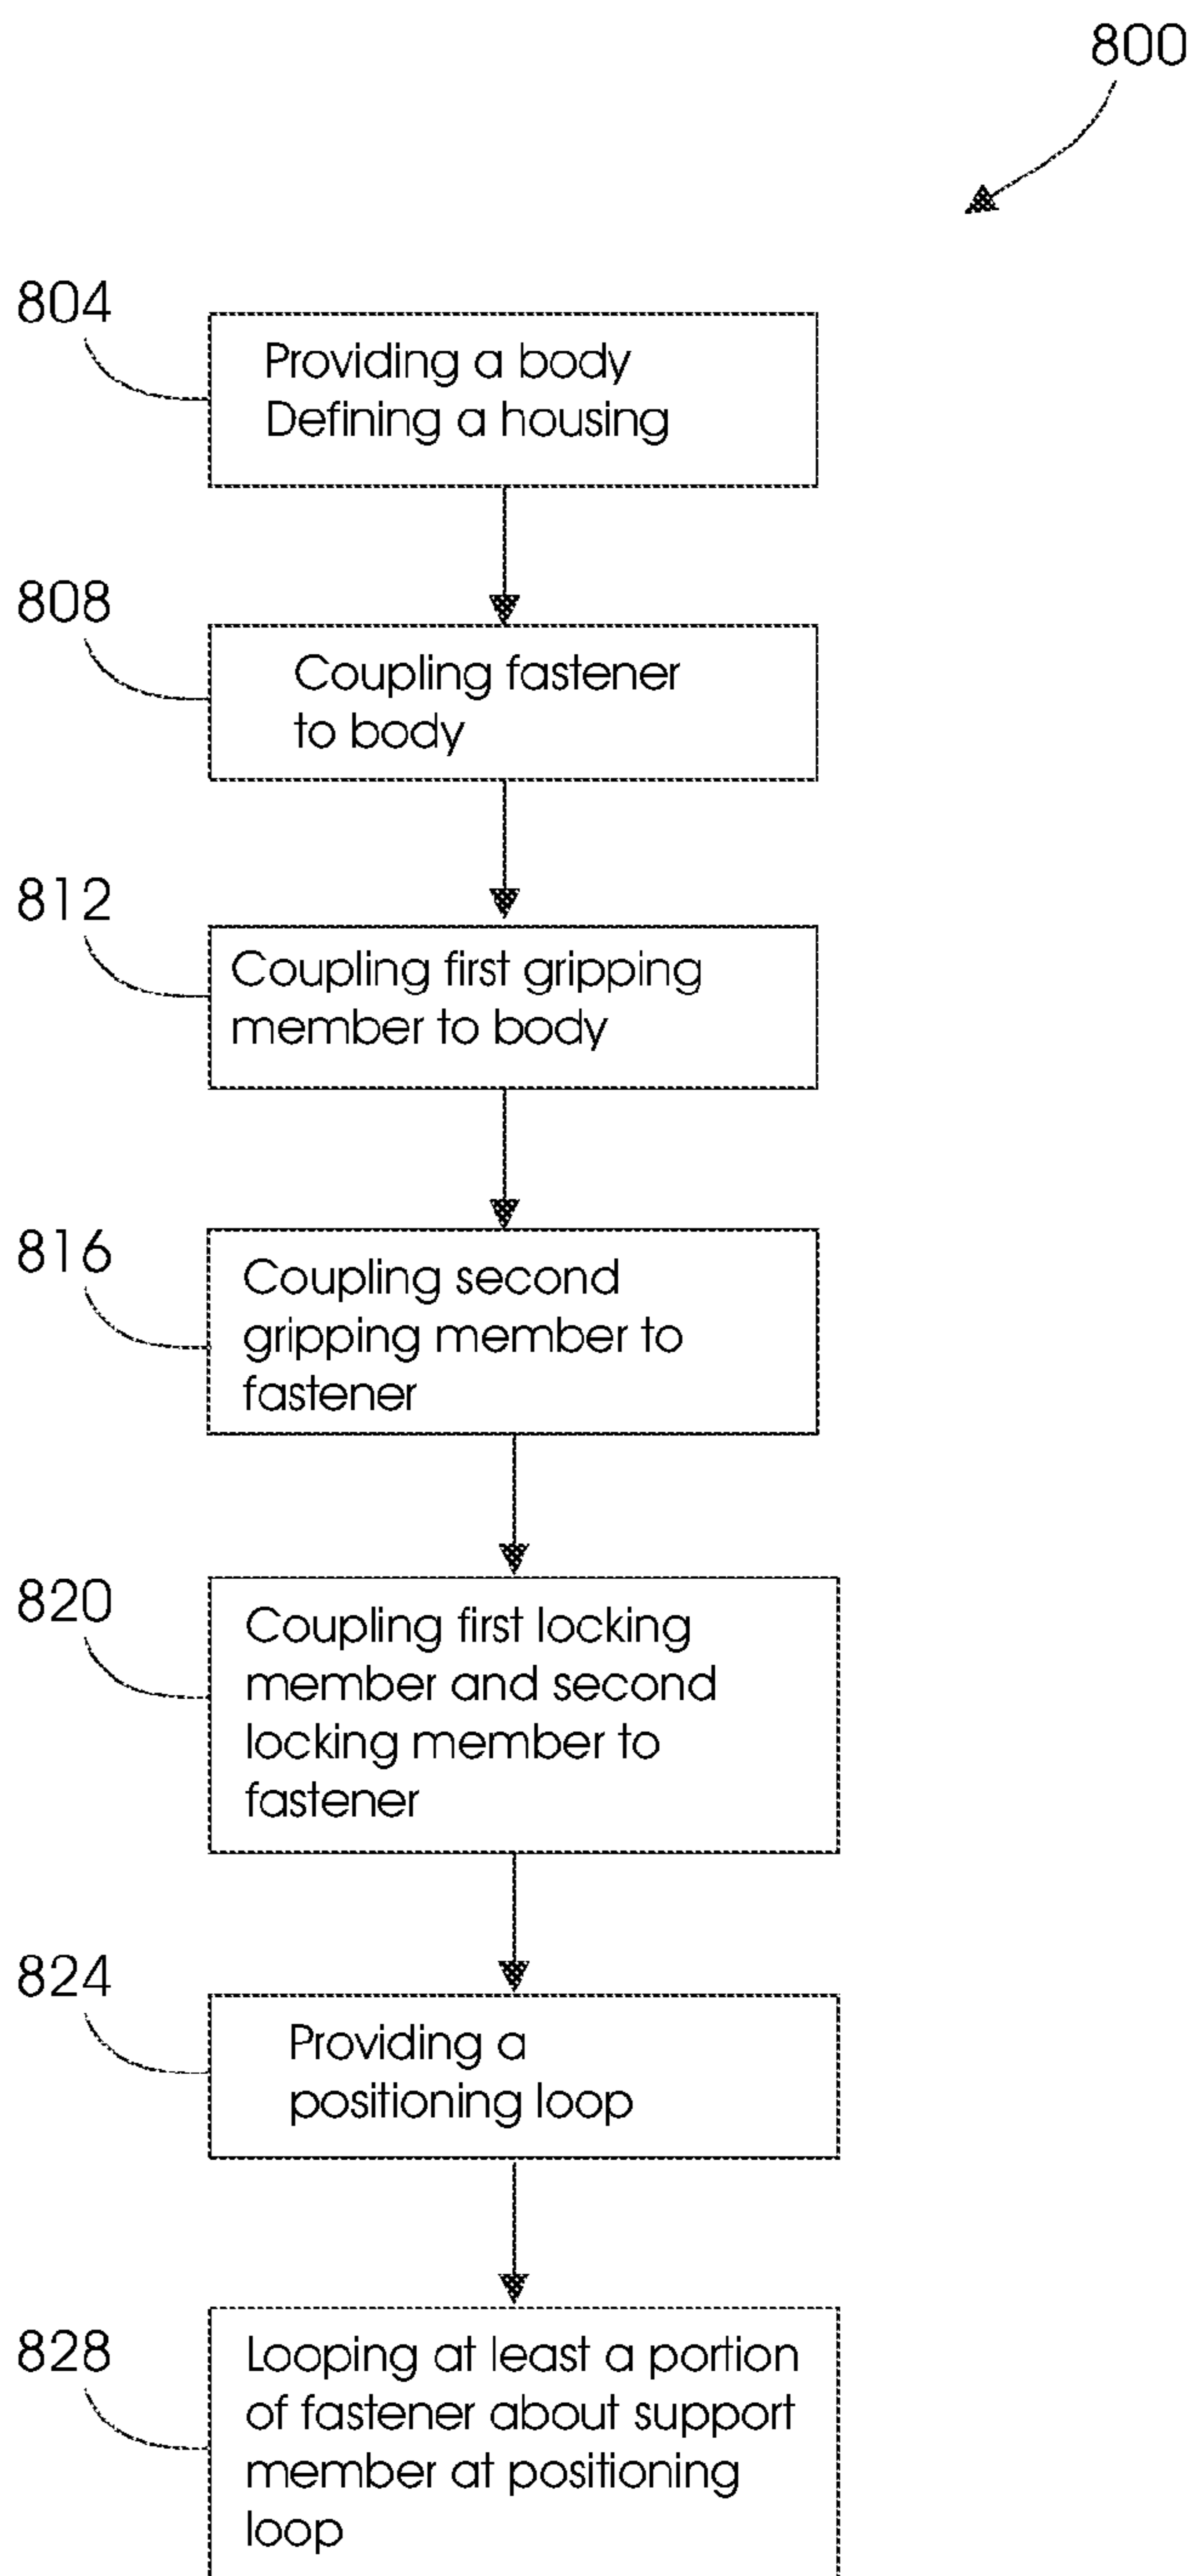 800
804
Providing a body
Defining a housing
808
Coupling fastener
to body
812
Coupling first gripping
member to body
816
Coupling second
gripping member to
fastener
820
Coupling first locking
member and second
locking member to
fastener
824
Providing a
positioning loop
828
Looping at least a portion
of fastener about support
member at positioning
loop